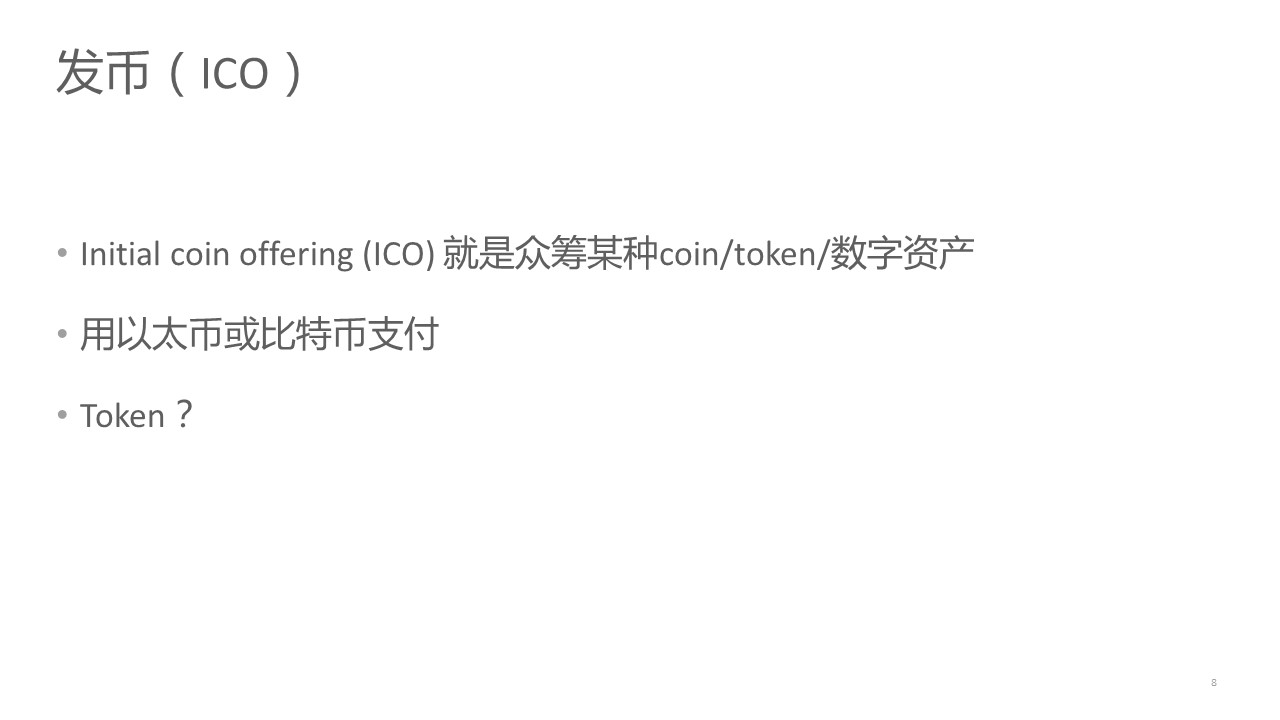 发币（ICO）
• Initial coin offering (ICO) 就是众筹某种coin/token/数字资产
• 用以太币或比特币支付
• Token？
8